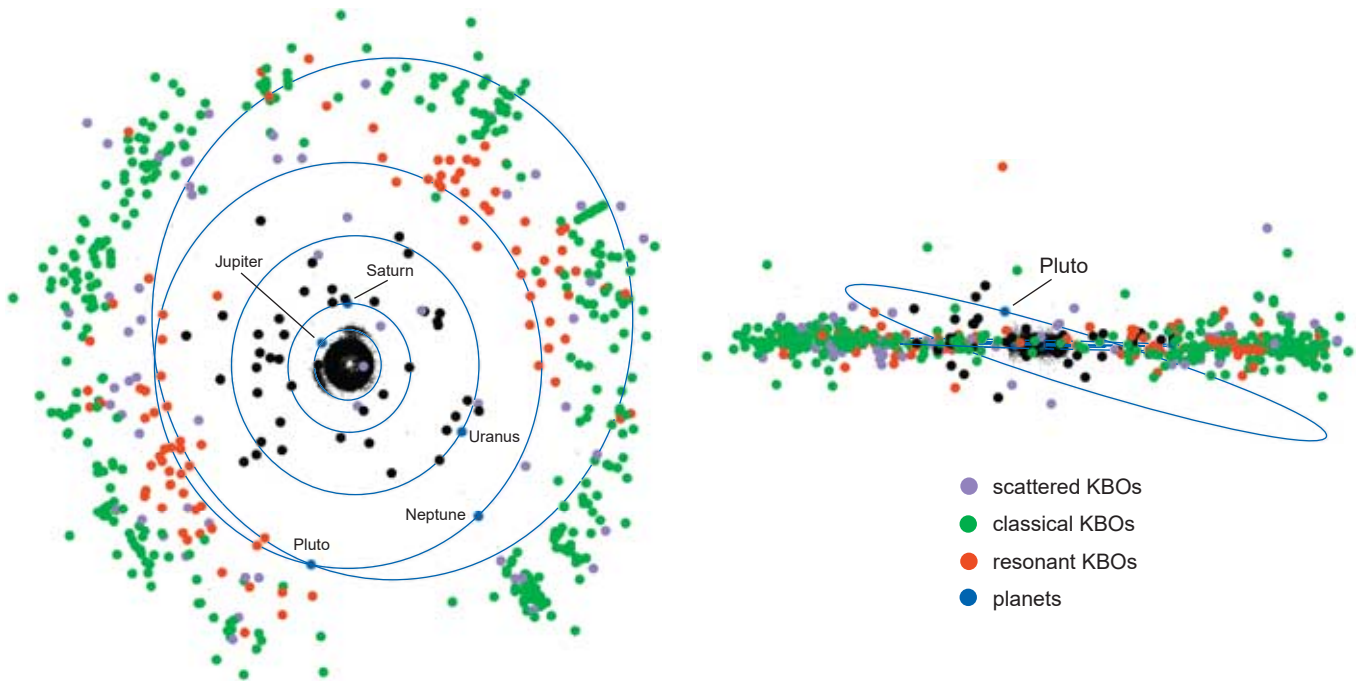 Jupiter
Saturn
Uranus
Neptune
Pluto
Pluto
scattered KBOs
classical KBOs
resonant KBOs
planets